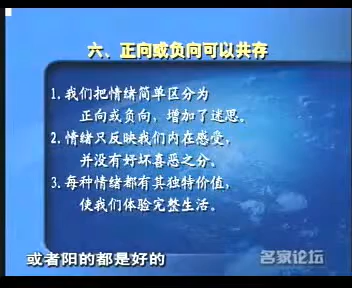 六、正向或负向可以共存
1.我们把情绪简单区分为
正向或负向，增加了迷思。
2.情绪只反映我们内在感受，
并没有好坏喜恶之分。
3.每种情绪都有其独特价值，
使我们体验完整生活。
或者阳的都是好的
名家论坛